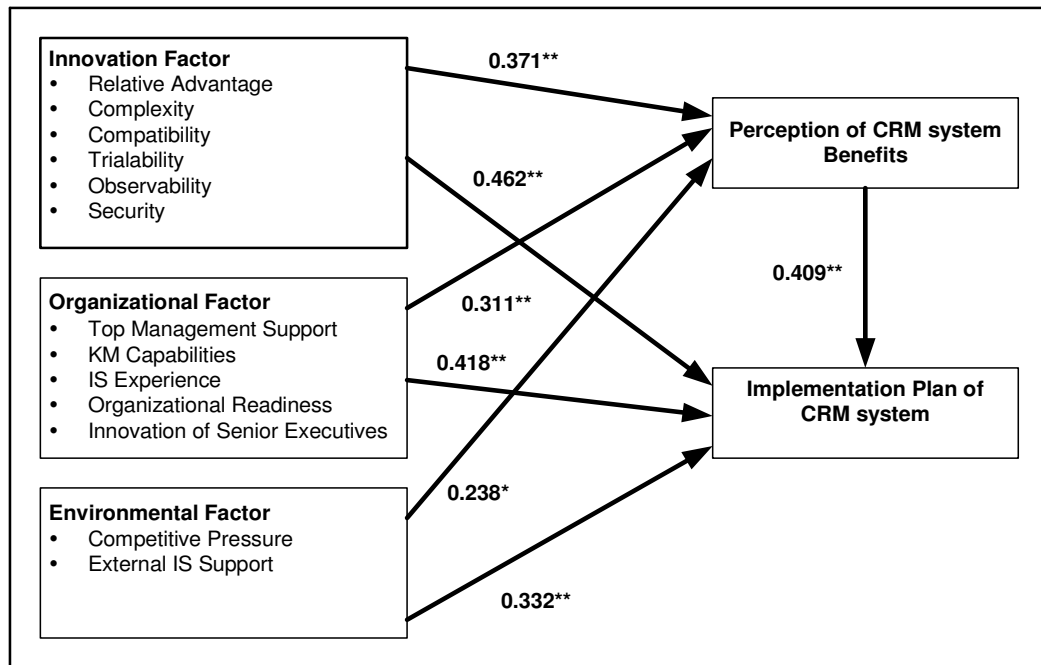 Innovation Factor
• Relative Advantage
• Complexity
• Compatibility
• Trialability
• Observability
• Security
Organizational Factor
• Top Management Support
• KM Capabilities
• IS Experience
• Organizational Readiness
• Innovation of Senior Executives
Environmental Factor
• Competitive Pressure
• External IS Support
0.371**
0.462**
0.311**
0.418**
0.238*
0.332**
Perception of CRM system
Benefits
0.409**
Implementation Plan of
CRM system